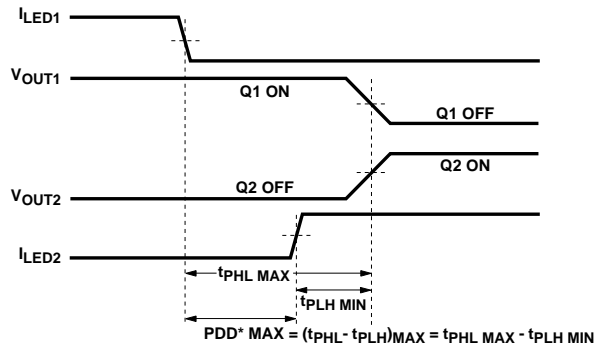 ILED1
VOUT1
Q1 ON
Q1 OFF
Q2 ON
Q2 OFF
VOUT2
ILED2
tPHL MAX
tPLH MIN
PDD* MAX = (tPHL- tPLH)MAX = tPHL MAX - tPLH MIN